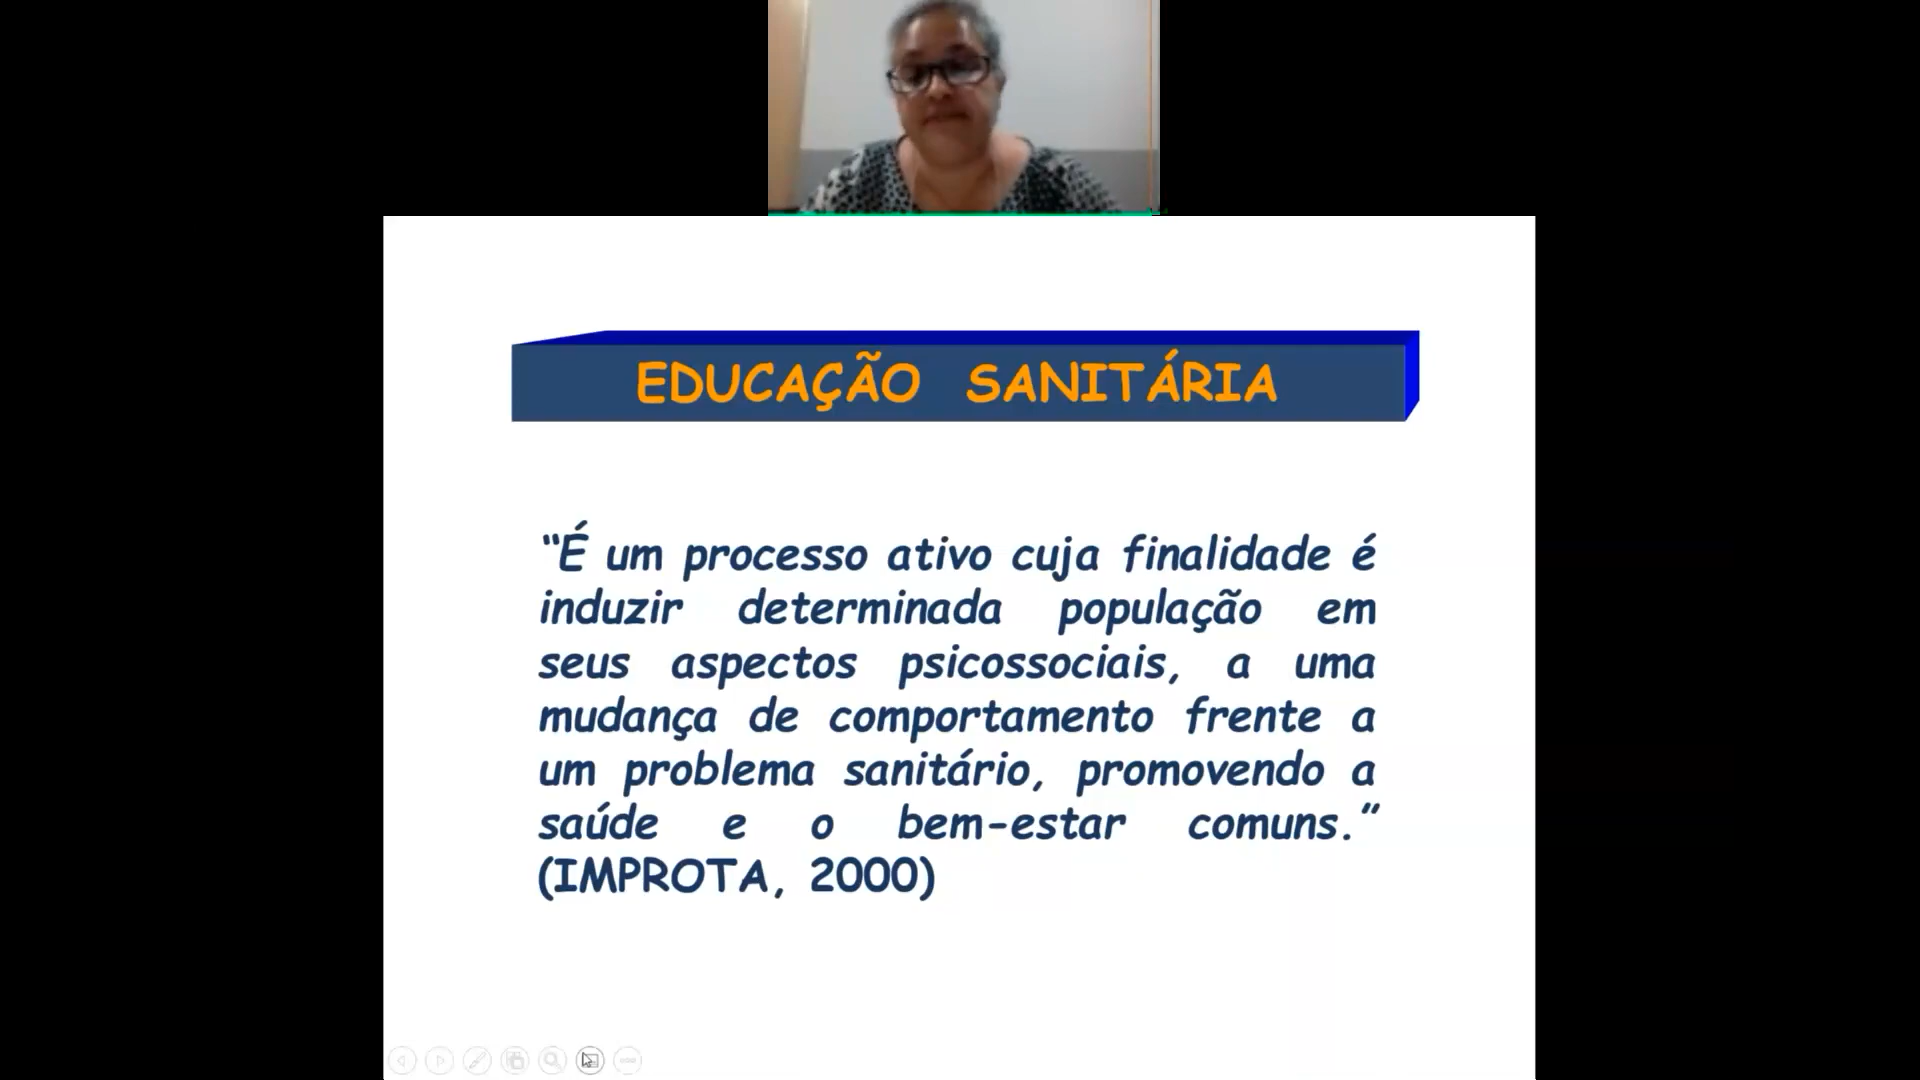 EDUCAÇÃO SANITÁRIA
“É um processo ativo cuja finalidade é
induzir determinada população em
seus aspectos psicossociais, a uma
mudança de comportamento frente a
um problema sanitário, promovendo a
saúde e o bem-estar comuns.”
(IMPROTA, 2000)